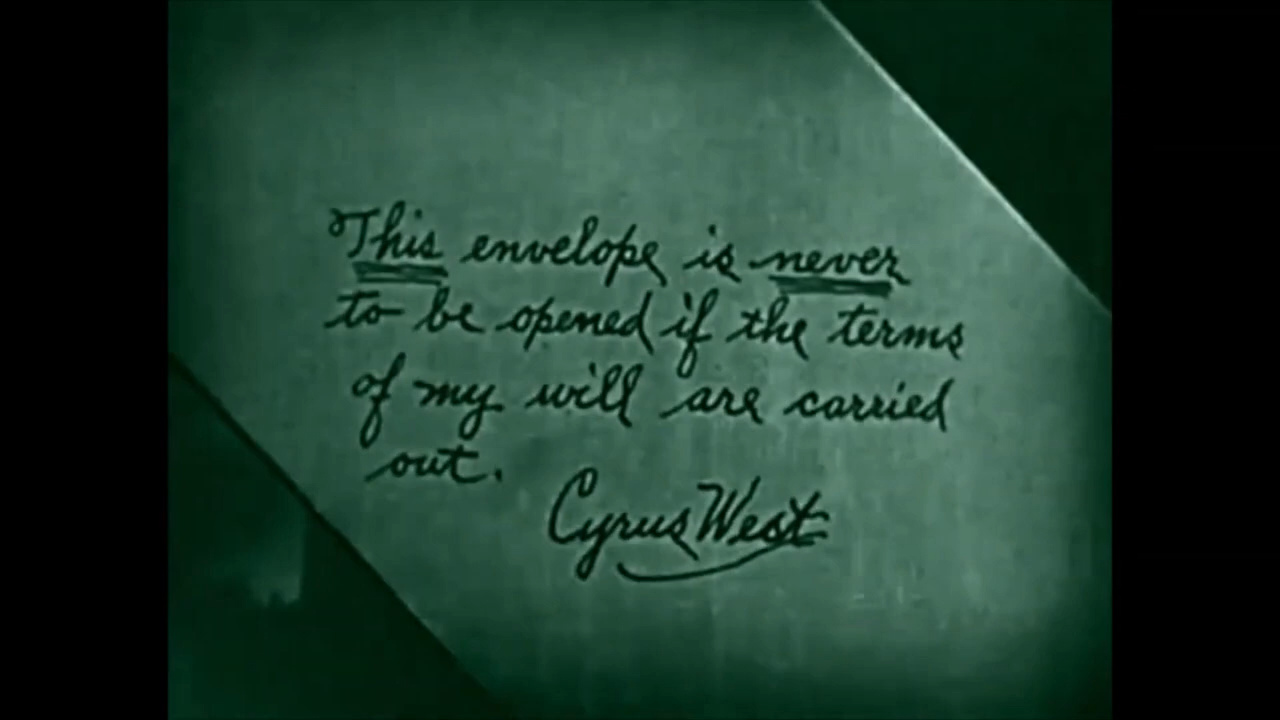 This envelope is never
to be opened if the terms
of my will are carried
out.
Cyrus West